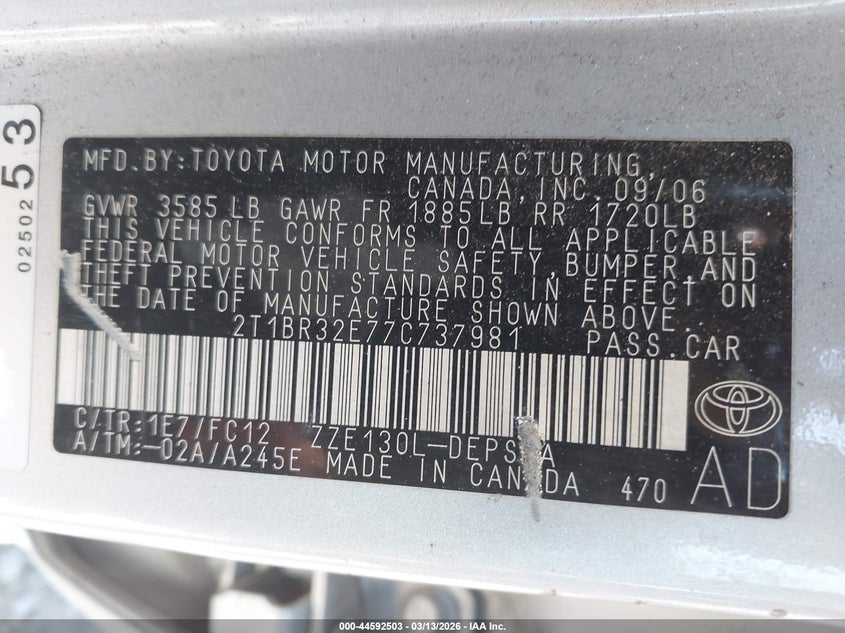 53
02502
MFD.BY:TOYOTA MOTOR MANUFACTURING,
CANADA,INC. 09/06
GVWR 3585 LB GAWR FR 1885LB RR 1720LB
THIS VEHICLE CONFORMS TO ALL APPLICABLE
FEDERAL MOTOR VEHICLE SAFETY,BUMPER,AND
THEFT PREVENTION STANDARDS IN EFFECT ON
THE DATE OF MANUFACTURE SHOWN ABOVE.
2T1BR32E77C737981 PASS.CAR
C/TR:1E7/FC12 ZZE130L-DEPS A
A/TM:-02A/A245E MADE IN CANADA 470 AD
000-44592503 | 03/13/2026 | IAA Inc.